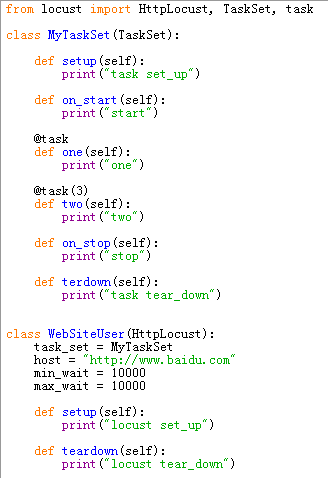 from locust import HttpLocust, TaskSet, task
class MyTaskSet(TaskSet):
    def setup(self):
        print("task set_up")
    def on_start(self):
        print("start")
    @task
    def one(self):
        print("one")
    @task(3)
    def two(self):
        print("two")
    def on_stop(self):
        print("stop")
    def terdown(self):
        print("task tear_down")
class WebSiteUser(HttpLocust):
    task_set = MyTaskSet
    host = "http://www.baidu.com"
    min_wait = 10000
    max_wait = 10000
    def setup(self):
        print("locust set_up")
    def teardown(self):
        print("locust tear_down")